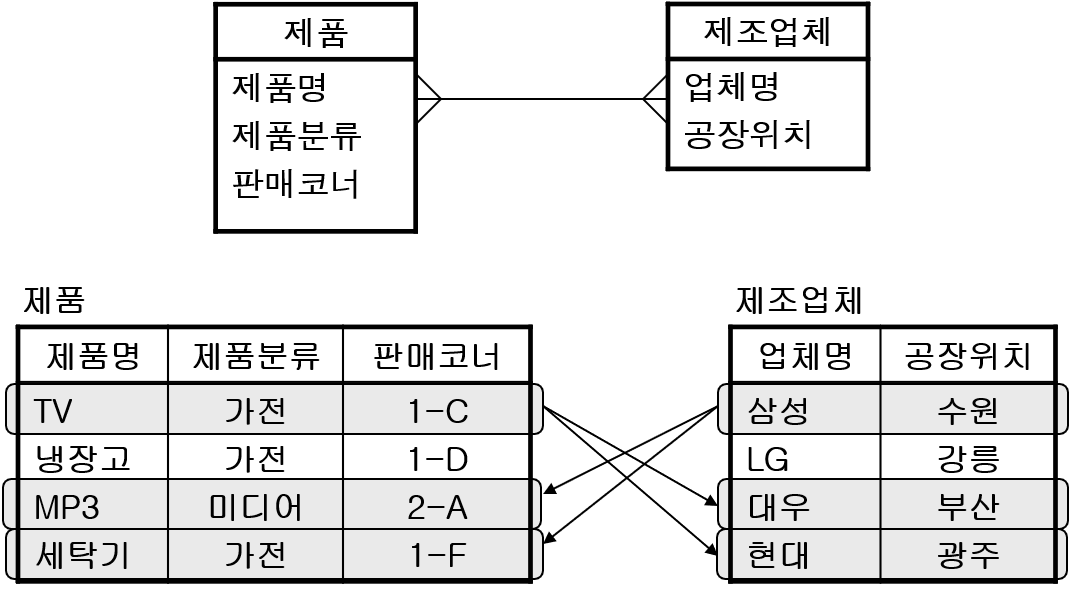 제품
제품명
제품분류
판매코너
제조업체
업체명
공장위치
제품
제품명 제품분류 판매코너
TV 가전 1-C
냉장고 가전 1-D
MP3 미디어 2-A
세탁기 가전 1-F
제조업체
업체명 공장위치
삼성 수원
LG 강릉
대우 부산
현대 광주